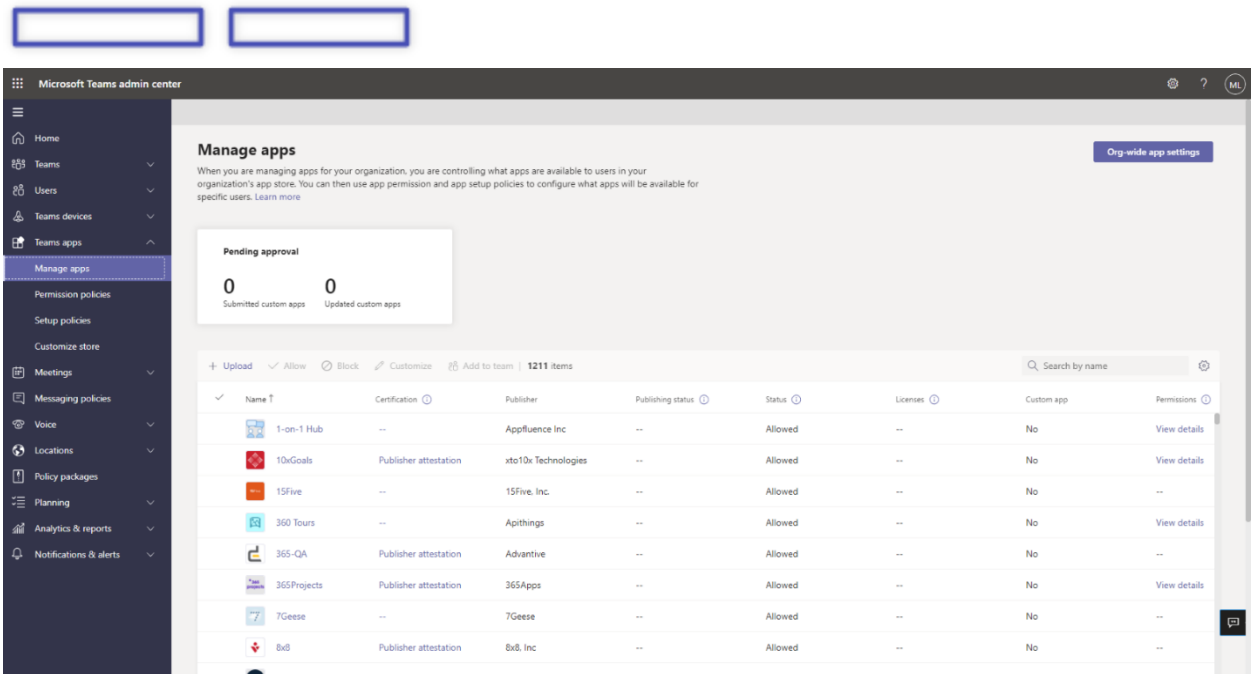 Microsoft Teams admin center
? ML
Home
Teams
Users
Teams devices
Teams apps
Manage apps
Permission policies
Setup policies
Customize store
Meetings
Messaging policies
Voice
Locations
Policy packages
Planning
Analytics & reports
Notifications & alerts
Manage apps
Org-wide app settings
When you are managing apps for your organization, you are controlling what apps are available to users in your
organization's app store. You can then use app permission and app setup policies to configure what apps will be available for
specific users. Learn more
Pending approval
0 0
Submitted custom apps Updated custom apps
+ Upload Allow Block Customize Add to team | 1211 items Search by name
Name ↑ Certification Publisher Publishing status Status Licenses Custom app Permissions
1-on-1 Hub -- Appfluence Inc -- Allowed -- No View details
10xGoals Publisher attestation xto10x Technologies -- Allowed -- No View details
15Five -- 15Five, Inc. -- Allowed -- No --
360 Tours -- Apithings -- Allowed -- No View details
365-QA Publisher attestation Advantive -- Allowed -- No --
365Projects Publisher attestation 365Apps -- Allowed -- No View details
7Geese -- 7Geese -- Allowed -- No --
8x8 Publisher attestation 8x8, Inc -- Allowed -- No --